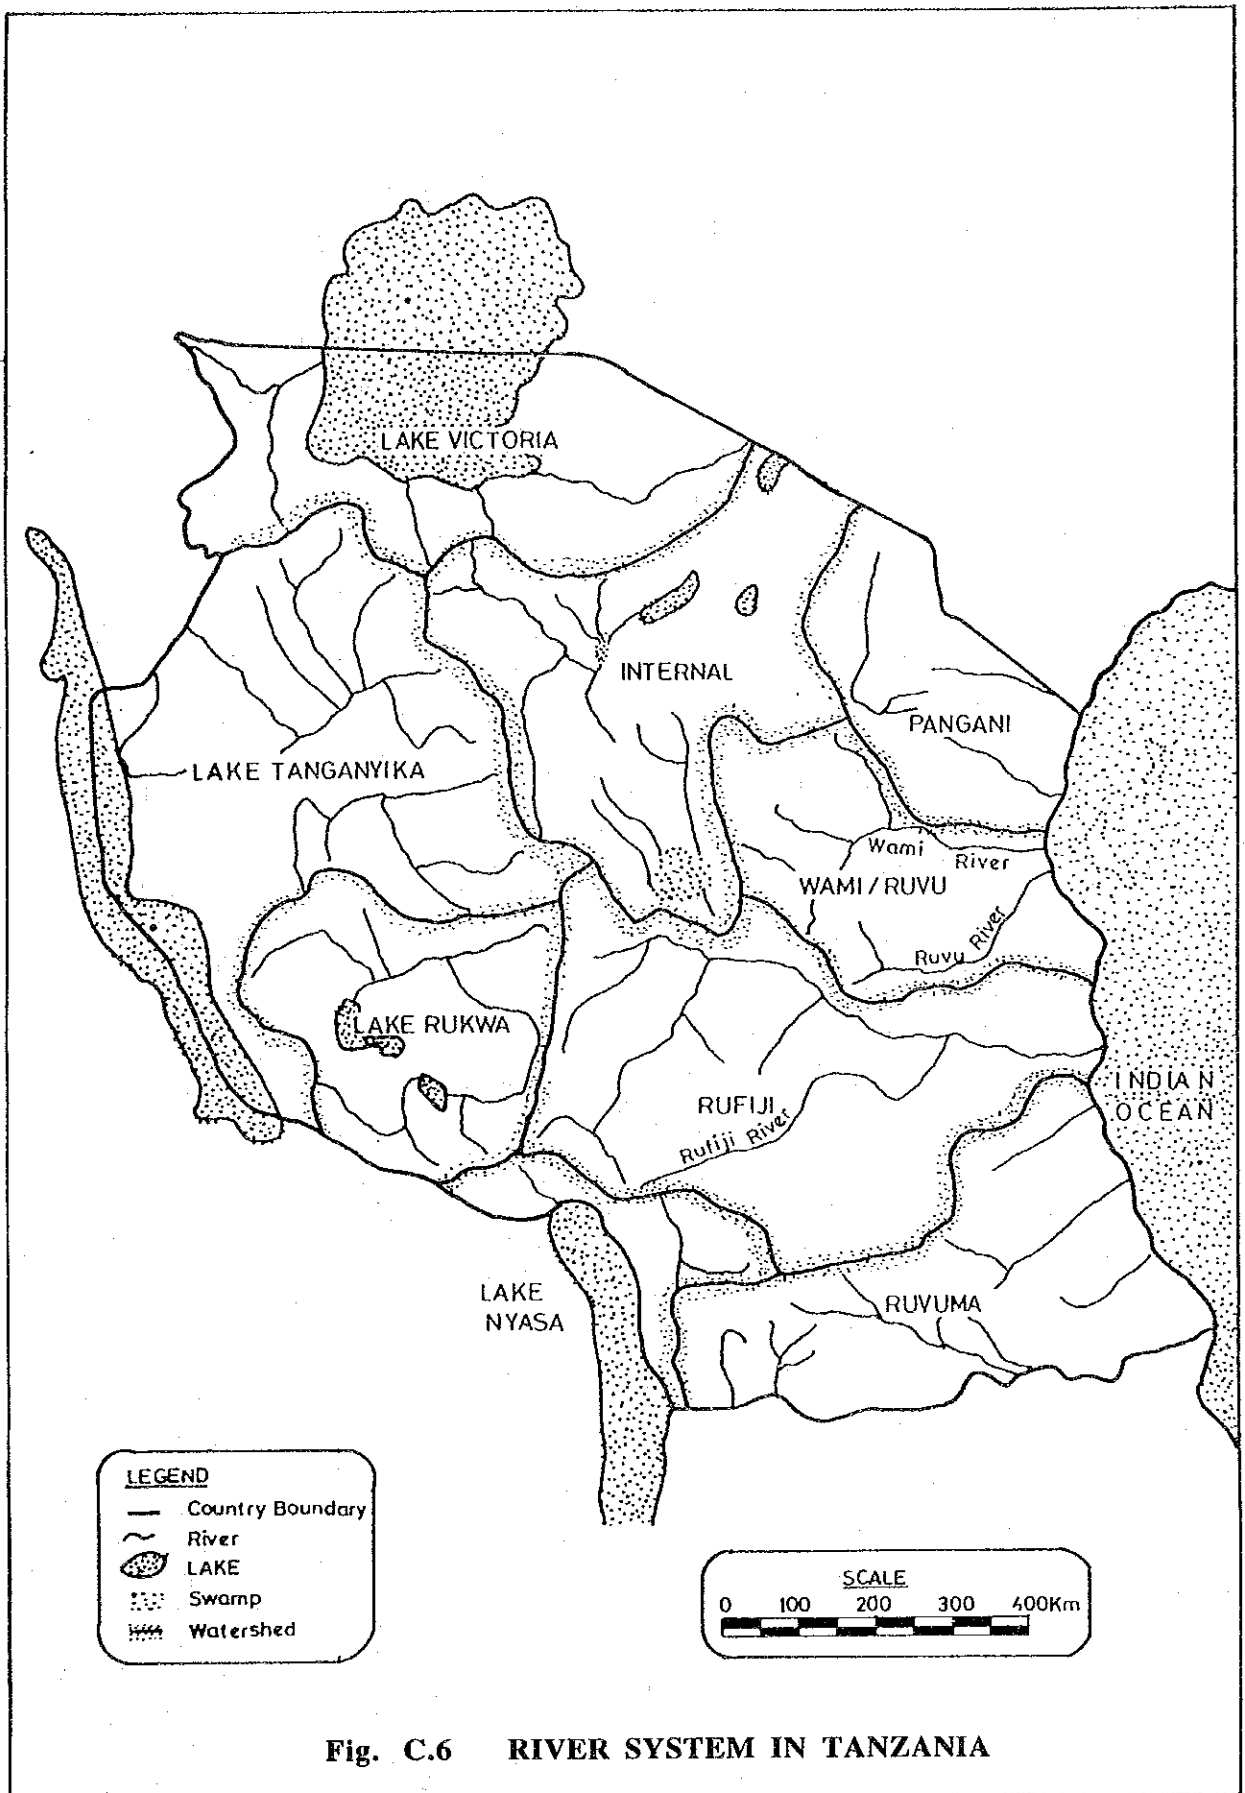 LAKE VICTORIA
INTERNAL
PANGANI
LAKE TANGANYIKA
Wami River
WAMI / RUVU
Ruvu River
LAKE RUKWA
INDIAN
OCEAN
RUFIJI
Rufiji River
LAKE
NYASA
RUVUMA
LEGEND
Country Boundary
River
LAKE
Swamp
Watershed
SCALE
0 100 200 300 400Km
Fig. C.6 RIVER SYSTEM IN TANZANIA